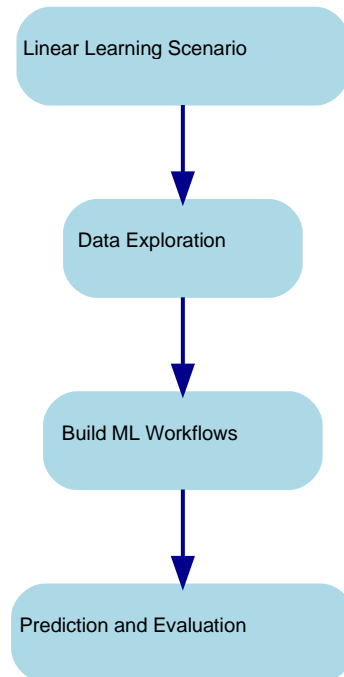 Linear Learning Scenario
Data Exploration
Build ML Workflows
Prediction and Evaluation